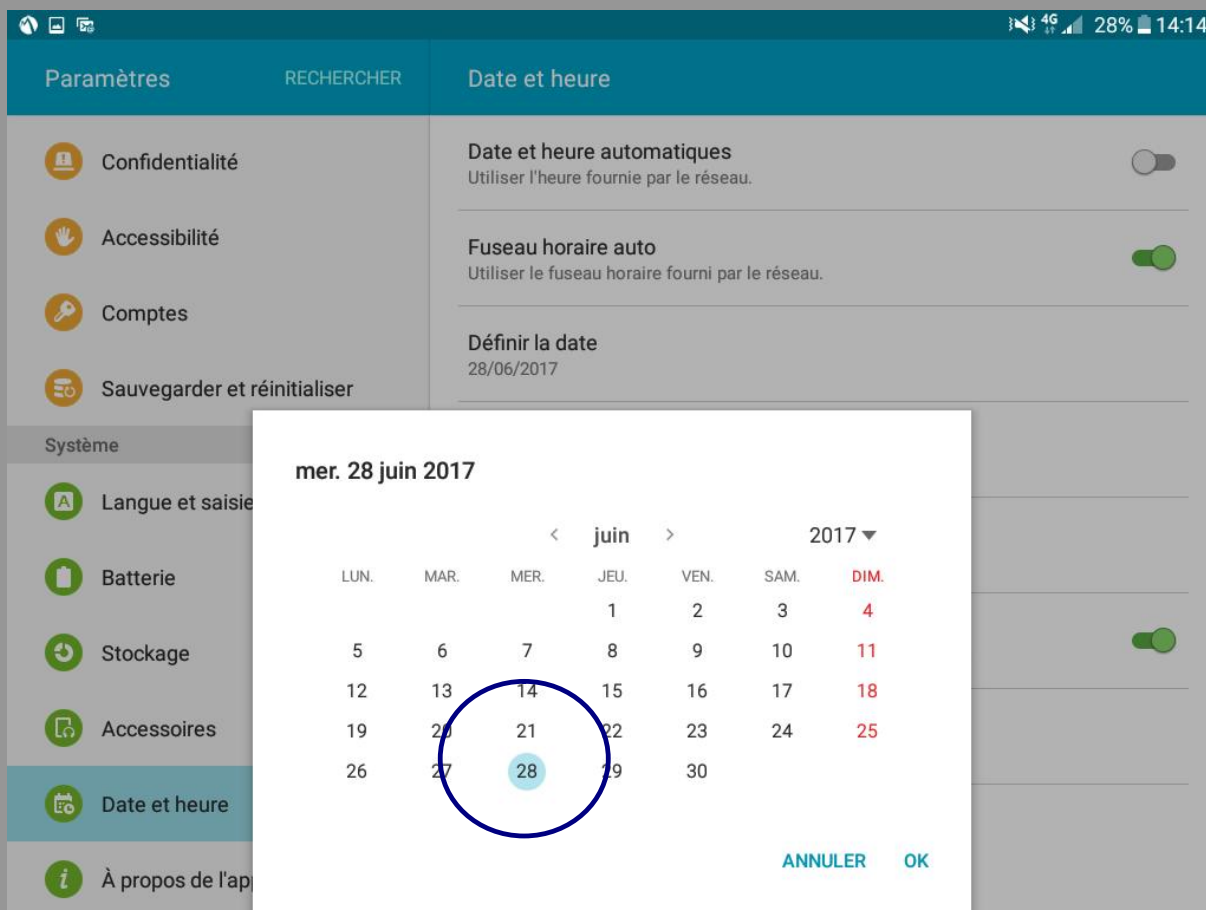 4G 28% 14:14
Paramètres RECHERCHER
Date et heure
Confidentialité
Accessibilité
Comptes
Sauvegarder et réinitialiser
Système
Langue et saisie
Batterie
Stockage
Accessoires
Date et heure
À propos de l'app
Date et heure automatiques
Utiliser l'heure fournie par le réseau.
Fuseau horaire auto
Utiliser le fuseau horaire fourni par le réseau.
Définir la date
28/06/2017
mer. 28 juin 2017
< juin > 2017
LUN. MAR. MER. JEU. VEN. SAM. DIM.
1 2 3 4
5 6 7 8 9 10 11
12 13 14 15 16 17 18
19 20 21 22 23 24 25
26 27 28 29 30
ANNULER OK